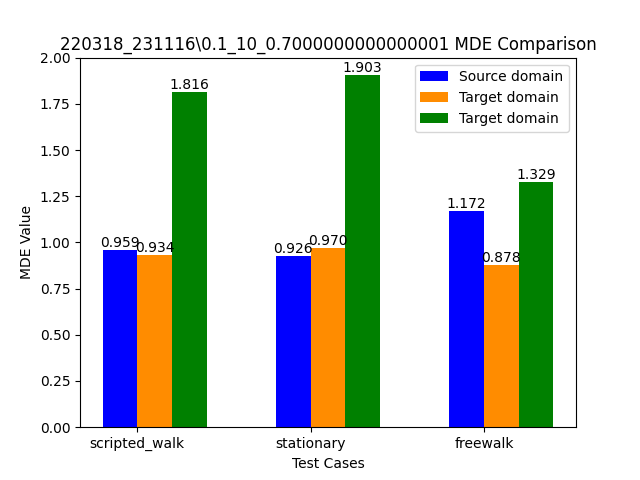 220318_231116\0.1_10_0.7000000000000001 MDE Comparison
MDE Value
2.00
1.75
1.50
1.25
1.00
0.75
0.50
0.25
0.00
Source domain
Target domain
Target domain
0.959
0.934
1.816
0.926
0.970
1.903
1.172
0.878
1.329
scripted_walk
stationary
freewalk
Test Cases